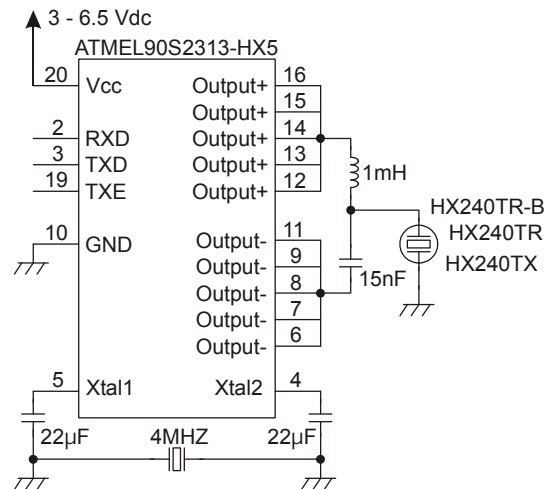 3 - 6.5 Vdc
ATMEL90S2313-HX5
20 Vcc Output+ 16
Output+ 15
2 RXD Output+ 14
3 TXD Output+ 13
19 TXE Output+ 12
1mH
HX240TR-B
HX240TR
HX240TX
10 GND Output- 11
Output- 9
Output- 8
15nF
Output- 7
Output- 6
5 Xtal1 Xtal2 4
22µF 4MHZ 22µF